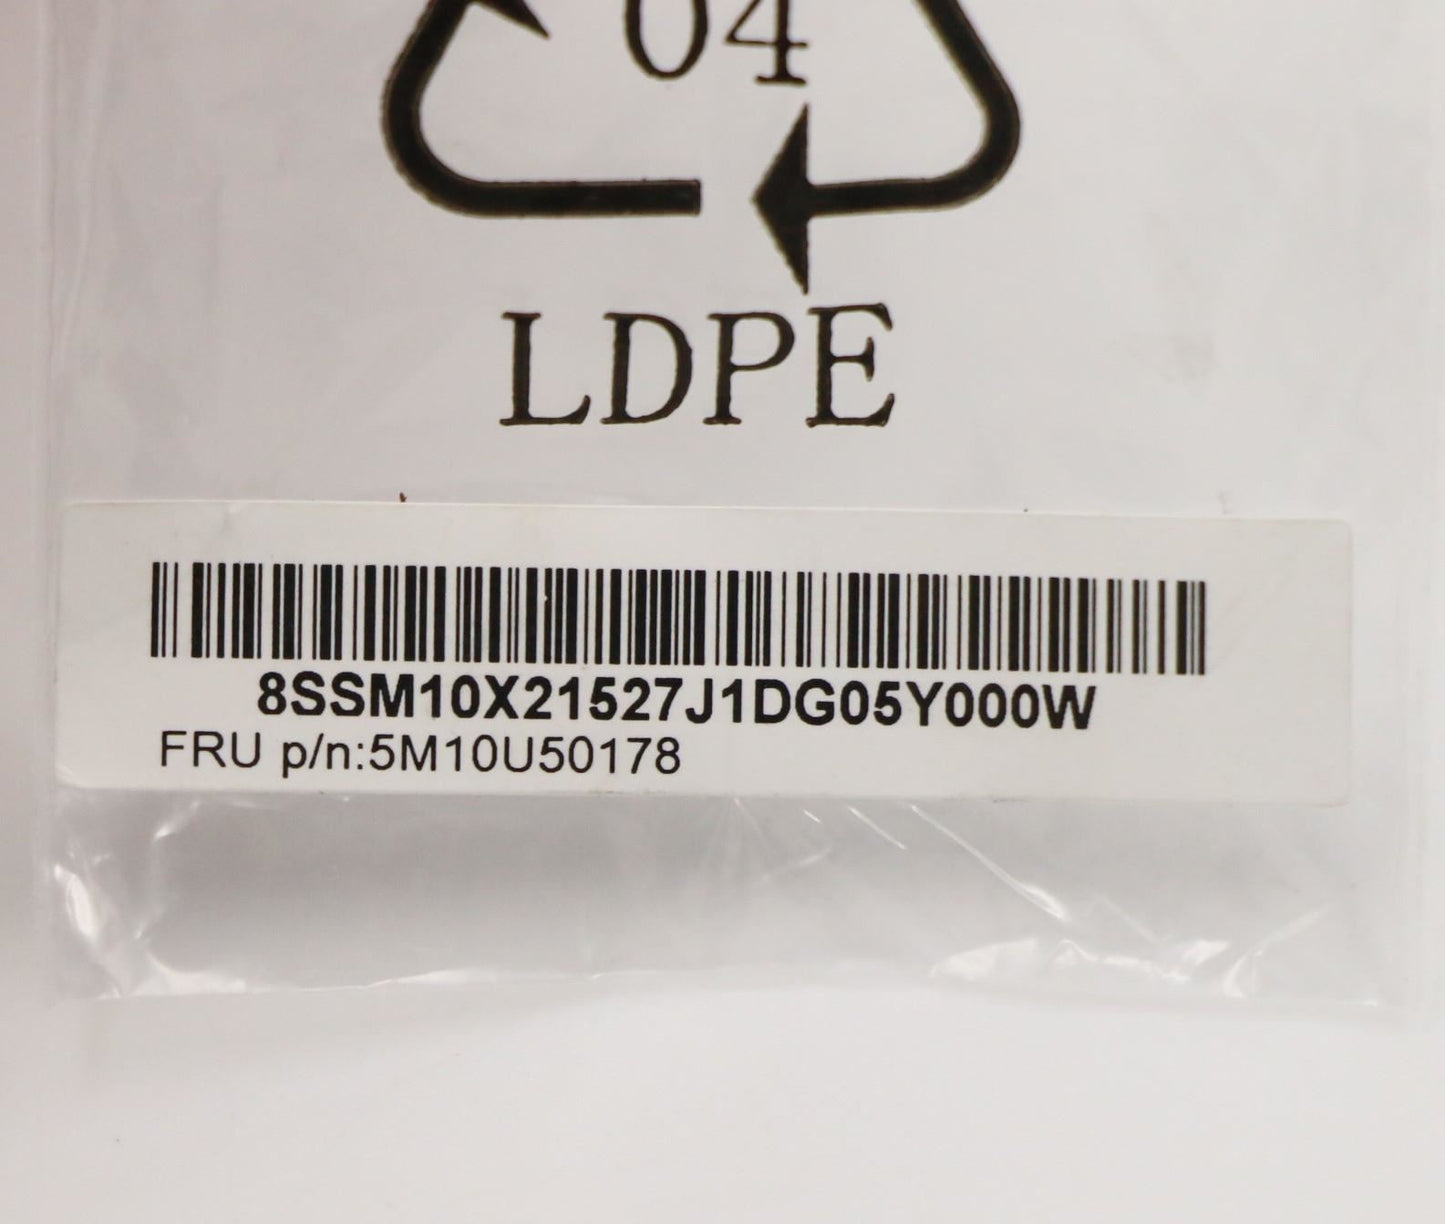 04
LDPE
8SSM10X21527J1DG05Y000W
FRU p/n:5M10U50178